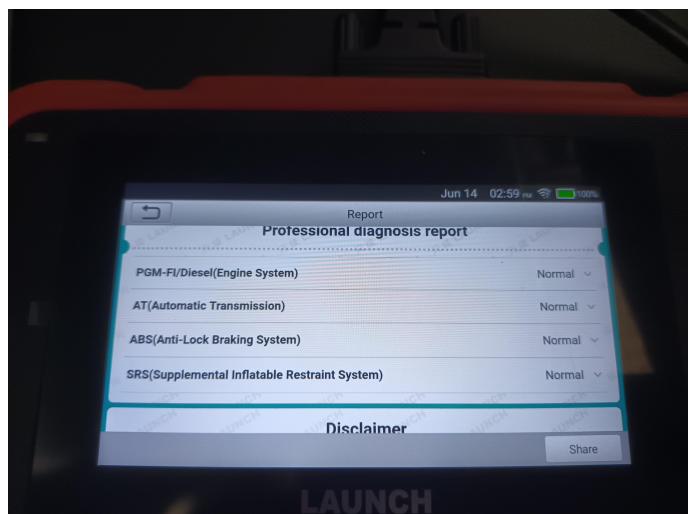 Jun 14 02:59 PM 100%
Report
Professional diagnosis report
PGM-FI/Diesel(Engine System) Normal
AT(Automatic Transmission) Normal
ABS(Anti-Lock Braking System) Normal
SRS(Supplemental Inflatable Restraint System) Normal
Disclaimer
Share
LAUNCH